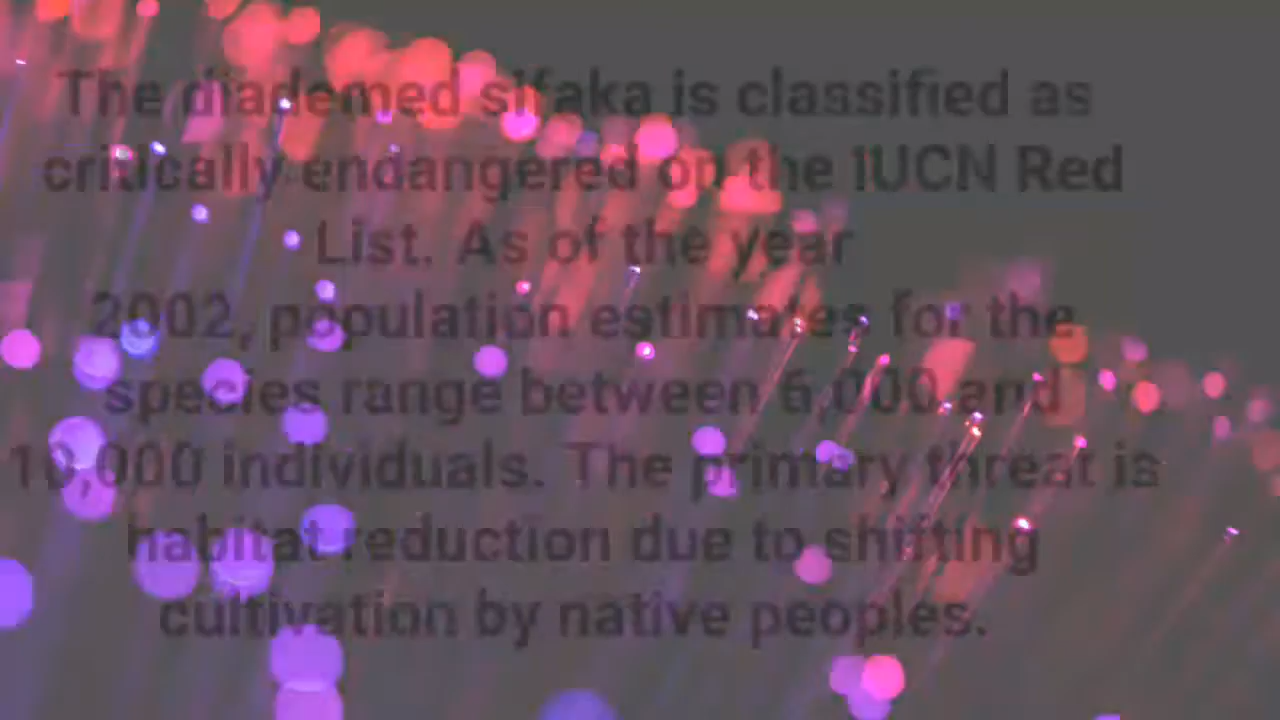 The diademed sifaka is classified as
critically endangered on the IUCN Red
List. As of the year
2002, population estimates for the
species range between 6,000 and
10,000 individuals. The primary threat is
habitat reduction due to shifting
cultivation by native peoples.